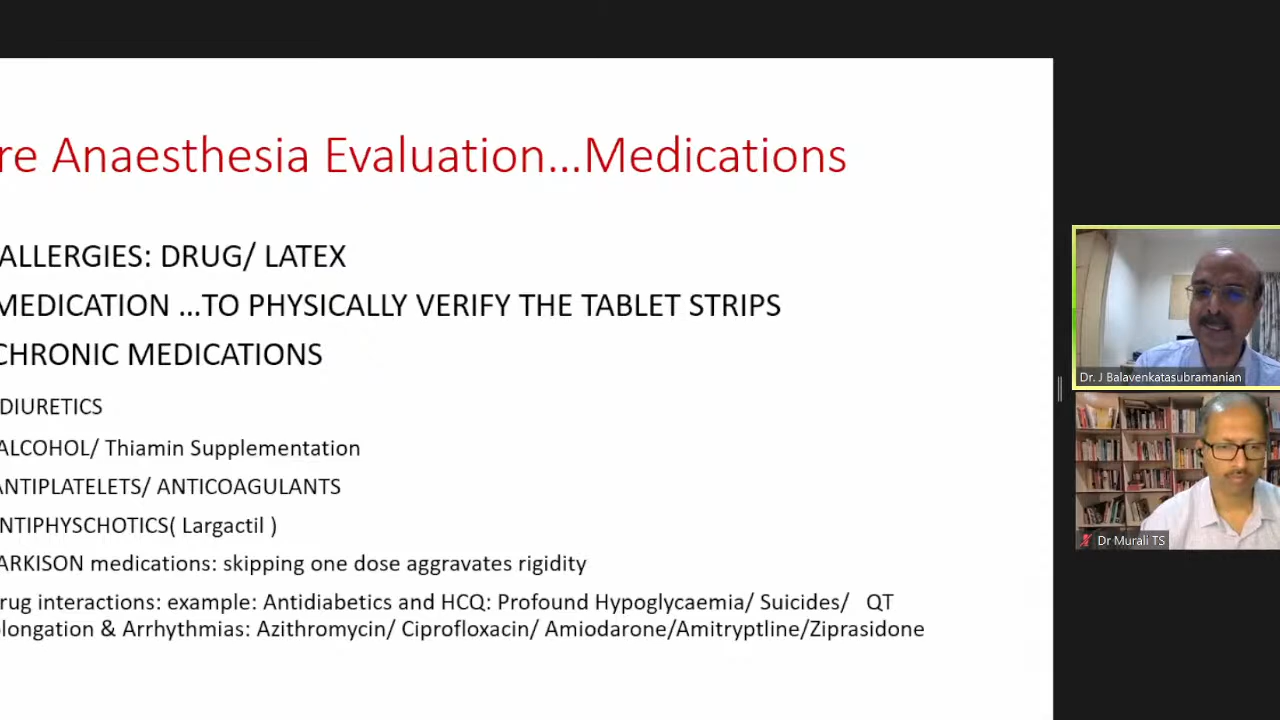 re Anaesthesia Evaluation...Medications
ALLERGIES: DRUG/ LATEX
MEDICATION ...TO PHYSICALLY VERIFY THE TABLET STRIPS
CHRONIC MEDICATIONS
DIURETICS
ALCOHOL/ Thiamin Supplementation
ANTIPLATELETS/ ANTICOAGULANTS
NTIPHYSCHOTICS( Largactil )
ARKISON medications: skipping one dose aggravates rigidity
rug interactions: example: Antidiabetics and HCQ: Profound Hypoglycaemia/ Suicides/ QT
olongation & Arrhythmias: Azithromycin/ Ciprofloxacin/ Amiodarone/Amitryptline/Ziprasidone
Dr. J Balavenkatasubramanian
Dr Murali TS